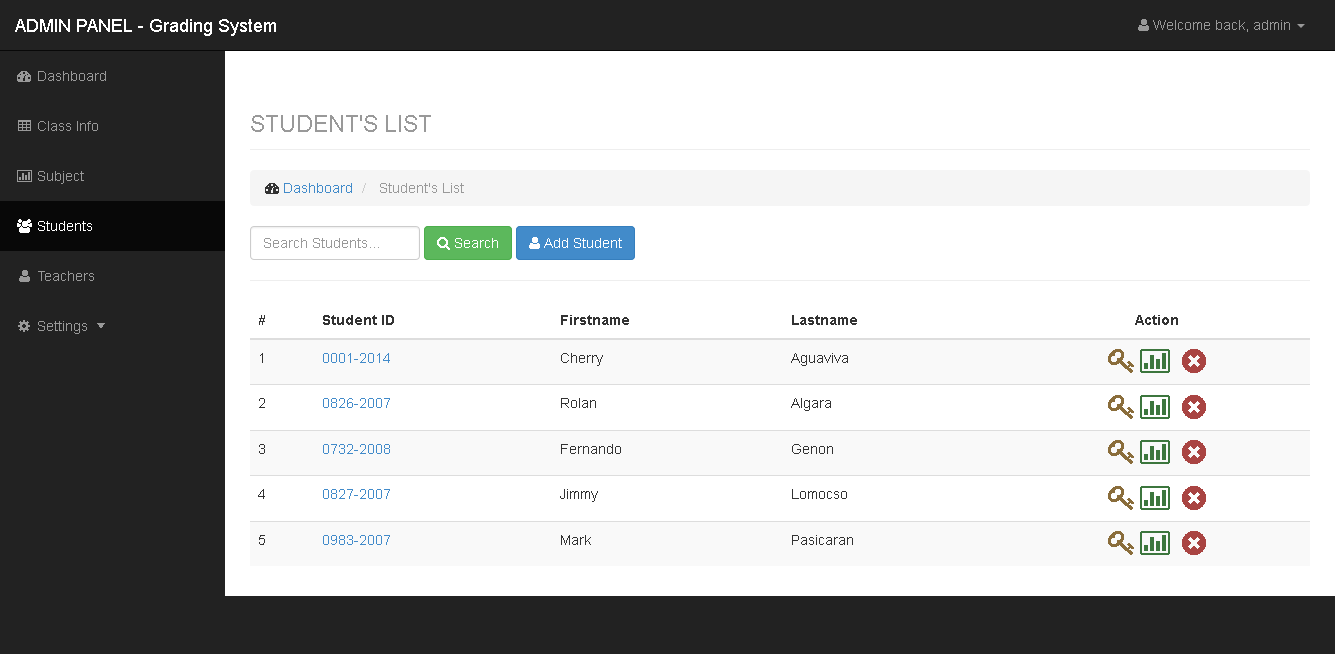 ADMIN PANEL - Grading System
Welcome back, admin
Dashboard
Class Info
Subject
Students
Teachers
Settings
STUDENT'S LIST
Dashboard / Student's List
Search Students... Search Add Student
# Student ID Firstname Lastname Action
1 0001-2014 Cherry Aguaviva
2 0826-2007 Rolan Algara
3 0732-2008 Fernando Genon
4 0827-2007 Jimmy Lomocso
5 0983-2007 Mark Pasicaran